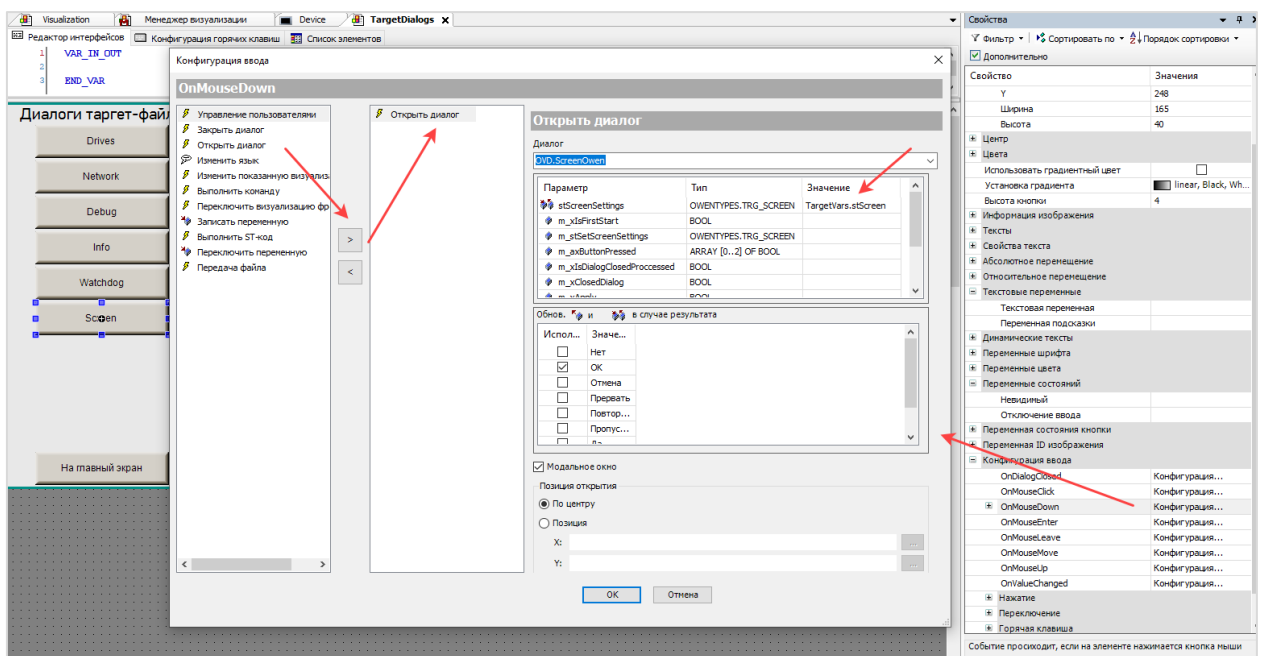 Visualization
Менеджер визуализации
Device
TargetDialogs
Редактор интерфейсов
Конфигурация горячих клавиш
Список элементов
1 VAR_IN_OUT
2
3 END_VAR
Диалоги таргет-фай
Drives
Network
Debug
Info
Watchdog
Screen
На главный экран
Конфигурация ввода
OnMouseDown
Управление пользователями
Закрыть диалог
Открыть диалог
Изменить язык
Изменить показанную визуализ
Выполнить команду
Переключить визуализацию фр
Записать переменную
Выполнить ST-код
Переключить переменную
Передача файла
>
<
Открыть диалог
Открыть диалог
Диалог
OVD.ScreenOwen
Параметр Тип Значение
stScreenSettings OWENTYPES.TRG_SCREEN TargetVars.stScreen
m_xIsFirstStart BOOL
m_stSetScreenSettings OWENTYPES.TRG_SCREEN
m_axButtonPressed ARRAY [0..2] OF BOOL
m_xIsDialogClosedProccessed BOOL
m_xClosedDialog BOOL
m_xApply BOOL
Обнов. и в случае результата
Испол... Значе...
Нет
OK
Отмена
Прервать
Повтор...
Пропус...
Да
Модальное окно
Позиция открытия
По центру
Позиция
X:
Y:
OK
Отмена
Свойства
Фильтр Сортировать по Порядок сортировки
Дополнительно
Свойство Значения
Y 248
Ширина 165
Высота 40
Центр
Цвета
Использовать градиентный цвет
Установка градиента linear, Black, Wh...
Высота кнопки 4
Информация изображения
Тексты
Свойства текста
Абсолютное перемещение
Относительное перемещение
Текстовые переменные
Текстовая переменная
Переменная подсказки
Динамические тексты
Переменные шрифта
Переменные цвета
Переменные состояний
Невидимый
Отключение ввода
Переменная состояния кнопки
Переменная ID изображения
Конфигурация ввода
OnDialogClosed Конфигурация...
OnMouseClick Конфигурация...
OnMouseDown Конфигурация...
OnMouseEnter Конфигурация...
OnMouseLeave Конфигурация...
OnMouseMove Конфигурация...
OnMouseUp Конфигурация...
OnValueChanged Конфигурация...
Нажатие
Переключение
Горячая клавиша
Событие просиходит, если на элементе нажимается кнопка мыши